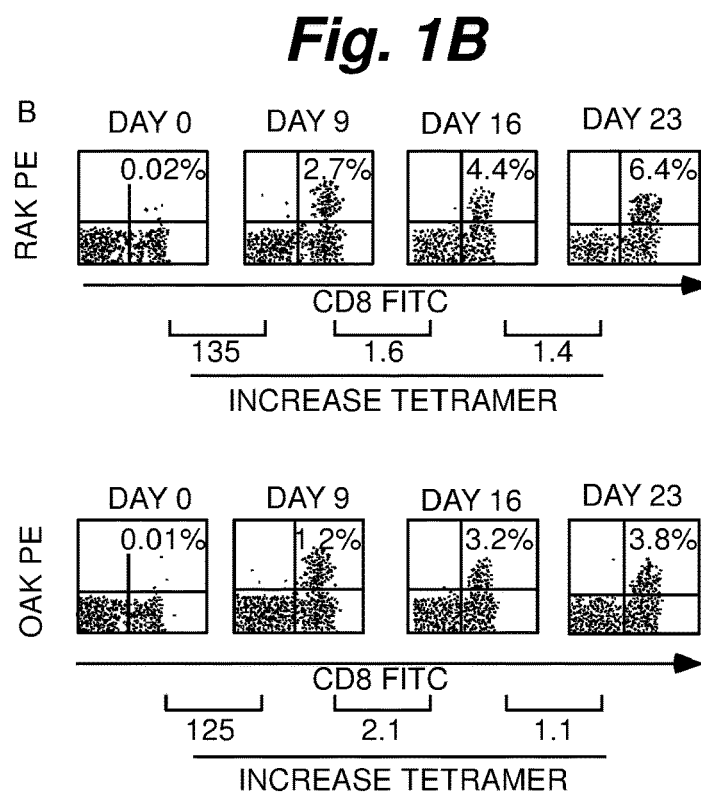 Fig. 1B
B
DAY 0 DAY 9 DAY 16 DAY 23
RAK PE
0.02% 2.7% 4.4% 6.4%
CD8 FITC
135 1.6 1.4
INCREASE TETRAMER
DAY 0 DAY 9 DAY 16 DAY 23
OAK PE
0.01% 1.2% 3.2% 3.8%
CD8 FITC
125 2.1 1.1
INCREASE TETRAMER